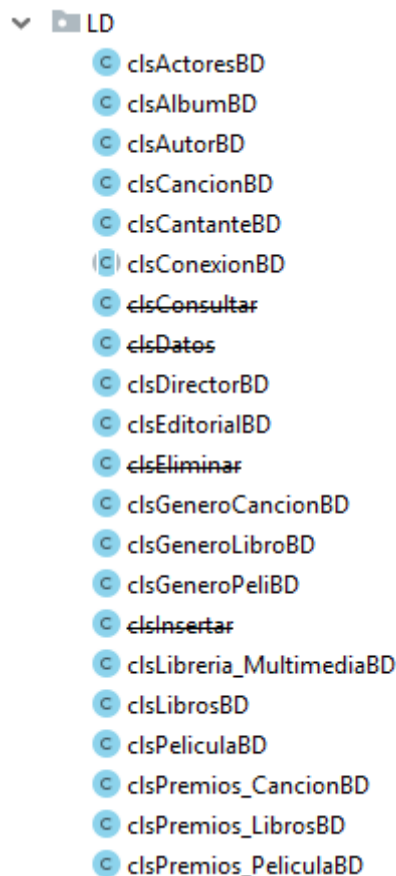 LD
clsActoresBD
clsAlbumBD
clsAutorBD
clsCancionBD
clsCantanteBD
clsConexionBD
clsConsultar
clsDatos
clsDirectorBD
clsEditorialBD
clsEliminar
clsGeneroCancionBD
clsGeneroLibroBD
clsGeneroPeliBD
clsInsertar
clsLibreria_MultimediaBD
clsLibrosBD
clsPeliculaBD
clsPremios_CancionBD
clsPremios_LibrosBD
clsPremios_PeliculaBD